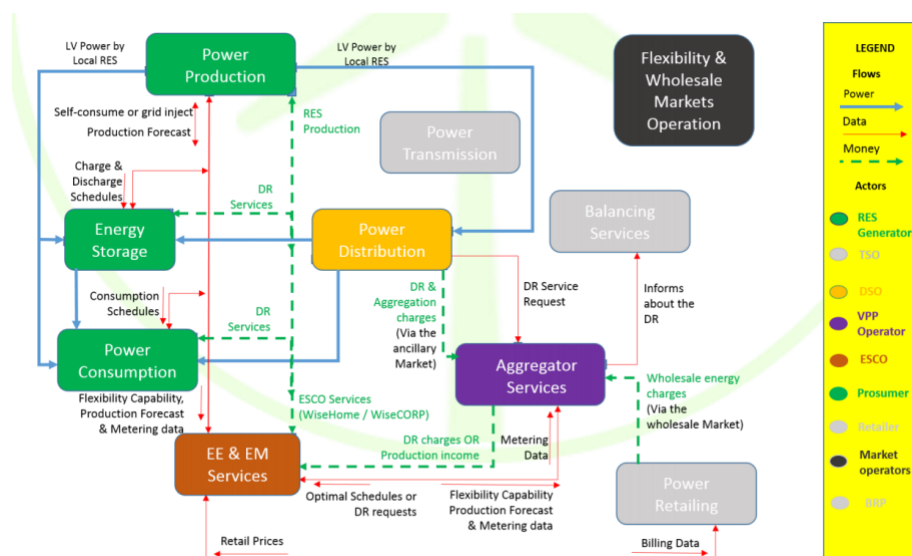 LV Power by
Local RES
Power
Production
LV Power by
Local RES
Flexibility &
Wholesale
Markets
Operation
Self-consume or grid inject
Production Forecast
RES
Production
Power
Transmission
Charge &
Discharge
Schedules
DR
Services
Energy
Storage
Power
Distribution
Balancing
Services
Consumption
Schedules
DR
Services
DR &
Aggregation
charges
(Via the
ancillary
Market)
DR Service
Request
Informs
about the
DR
Power
Consumption
Aggregator
Services
Flexibility Capability,
Production Forecast
& Metering data
ESCO Services
(WiseHome / WiseCORP)
Wholesale energy
charges
(Via the
wholesale Market)
EE & EM
Services
DR charges OR
Production income
Metering
Data
Power
Retailing
Optimal Schedules or
DR requests
Flexibility Capability
Production Forecast
& Metering data
Retail Prices
Billing Data
LEGEND
Flows
Power
Data
Money
Actors
RES
Generator
TSO
DSO
VPP
Operator
ESCO
Prosumer
Retailer
Market
operators
BRP